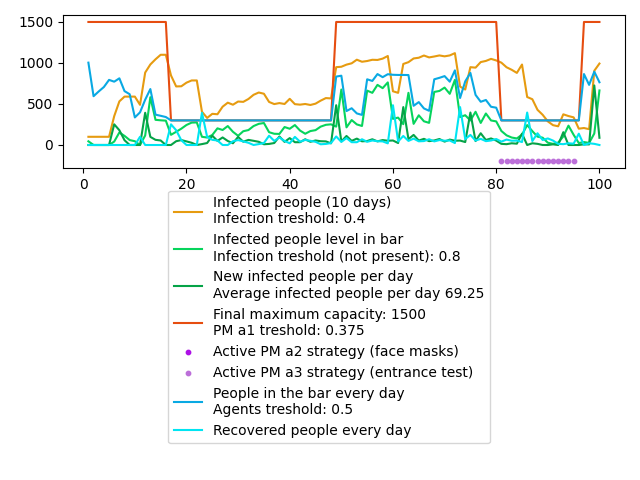 1500
1000
500
0
0 20 40 60 80 100
Infected people (10 days)
Infection treshold: 0.4
Infected people level in bar
Infection treshold (not present): 0.8
New infected people per day
Average infected people per day 69.25
Final maximum capacity: 1500
PM a1 treshold: 0.375
Active PM a2 strategy (face masks)
Active PM a3 strategy (entrance test)
People in the bar every day
Agents treshold: 0.5
Recovered people every day